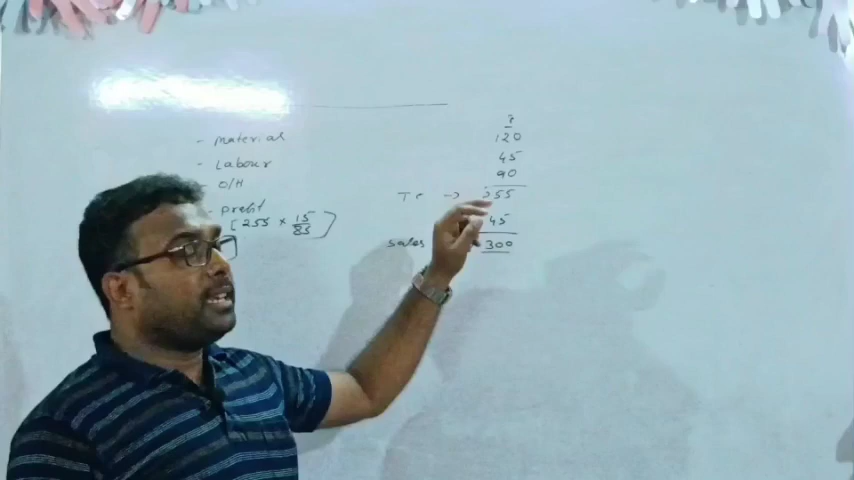 ?
- Material 120
- Labour 45
- O/H 90
TC → 255
- profit 45
[255 × 15/85]
Sales 300